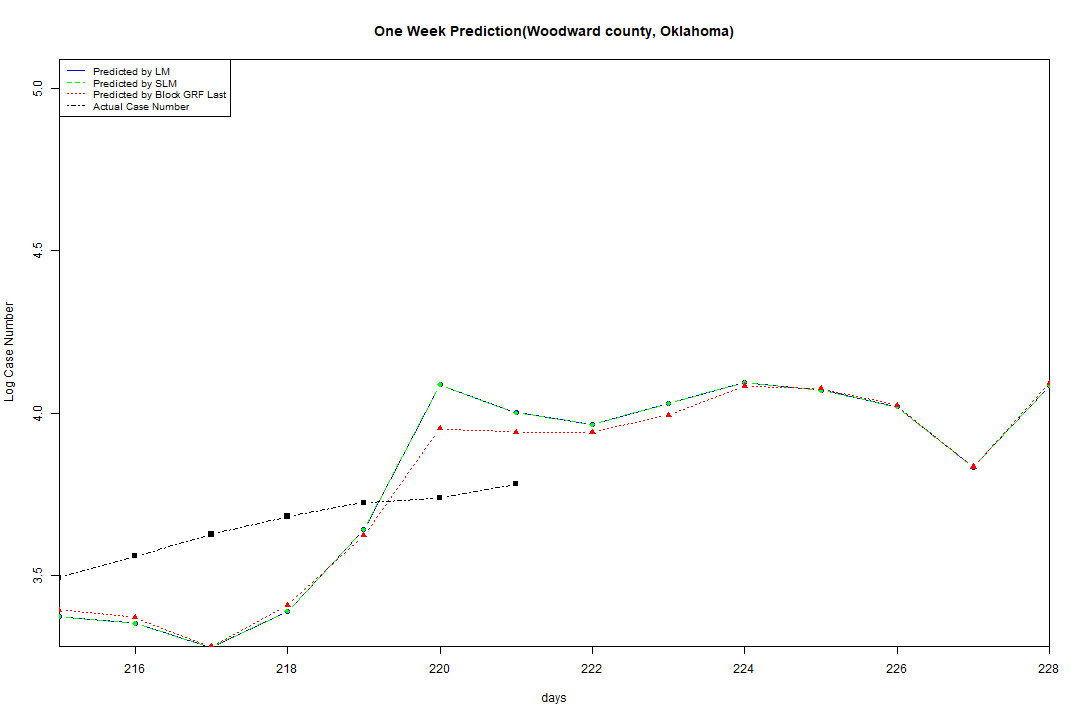 One Week Prediction(Woodward county, Oklahoma)
Predicted by LM
Predicted by SLM
Predicted by Block GRF Last
Actual Case Number
5.0
4.5
4.0
3.5
Log Case Number
216 218 220 222 224 226 228
days